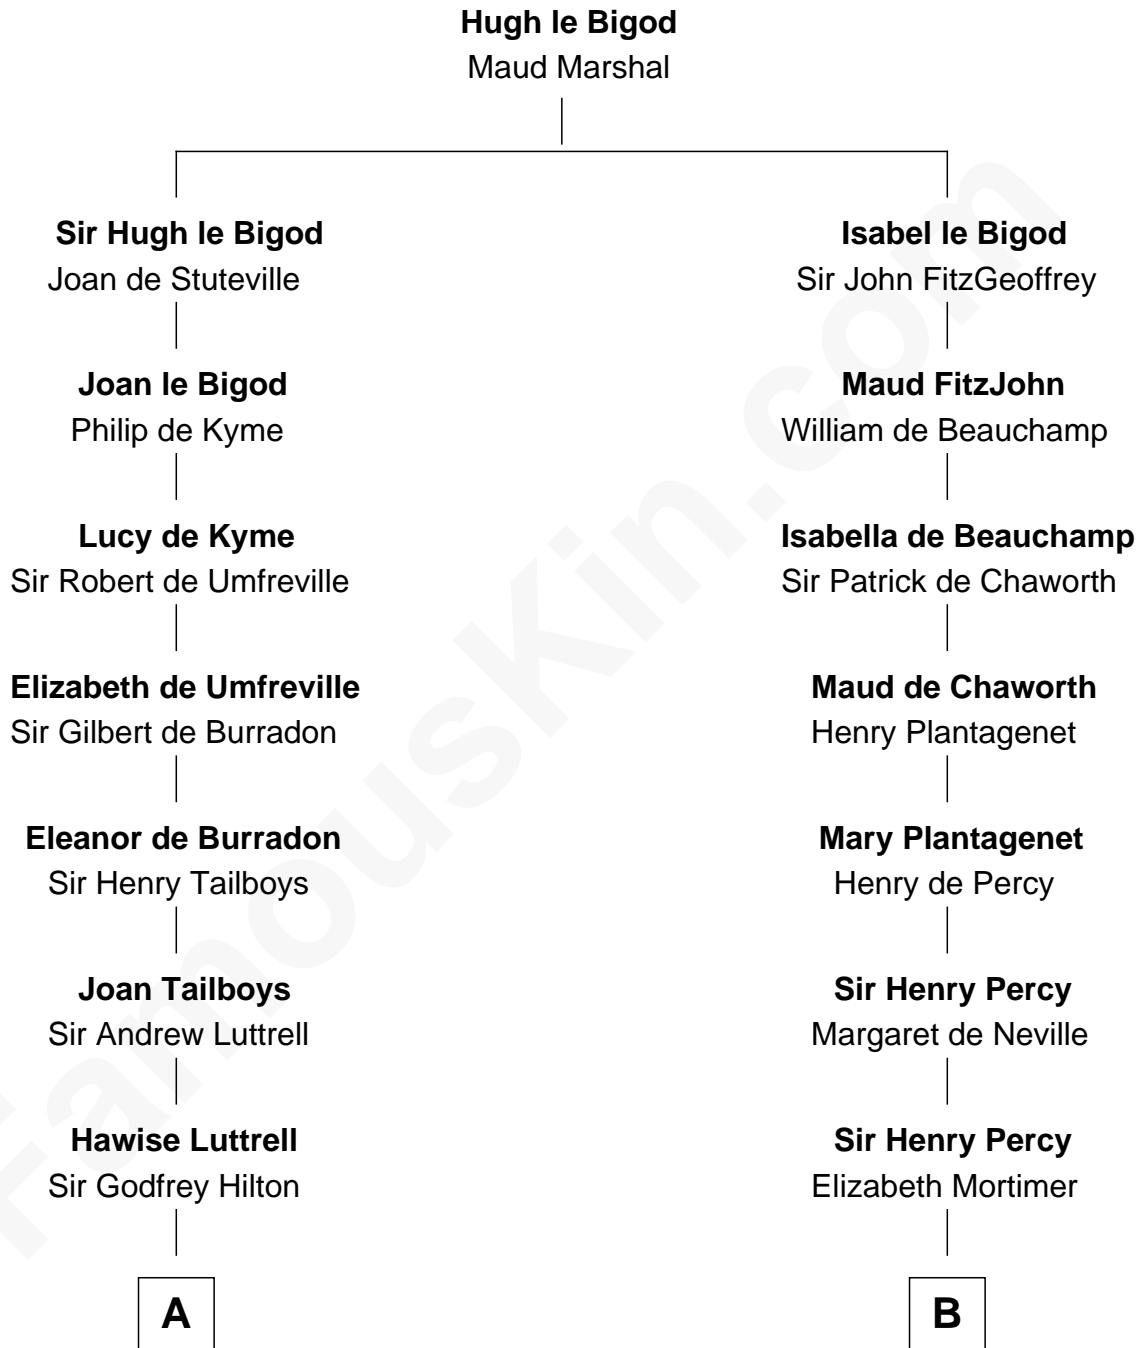 Hugh le Bigod
Maud Marshal
Sir Hugh le Bigod
Joan de Stuteville
Isabel le Bigod
Sir John FitzGeoffrey
Joan le Bigod
Philip de Kyme
Maud FitzJohn
William de Beauchamp
Lucy de Kyme
Sir Robert de Umfreville
Isabella de Beauchamp
Sir Patrick de Chaworth
Elizabeth de Umfreville
Sir Gilbert de Burradon
Maud de Chaworth
Henry Plantagenet
Eleanor de Burradon
Sir Henry Tailboys
Mary Plantagenet
Henry de Percy
Joan Tailboys
Sir Andrew Luttrell
Sir Henry Percy
Margaret de Neville
Hawise Luttrell
Sir Godfrey Hilton
Sir Henry Percy
Elizabeth Mortimer
A
B
FamousKin.com